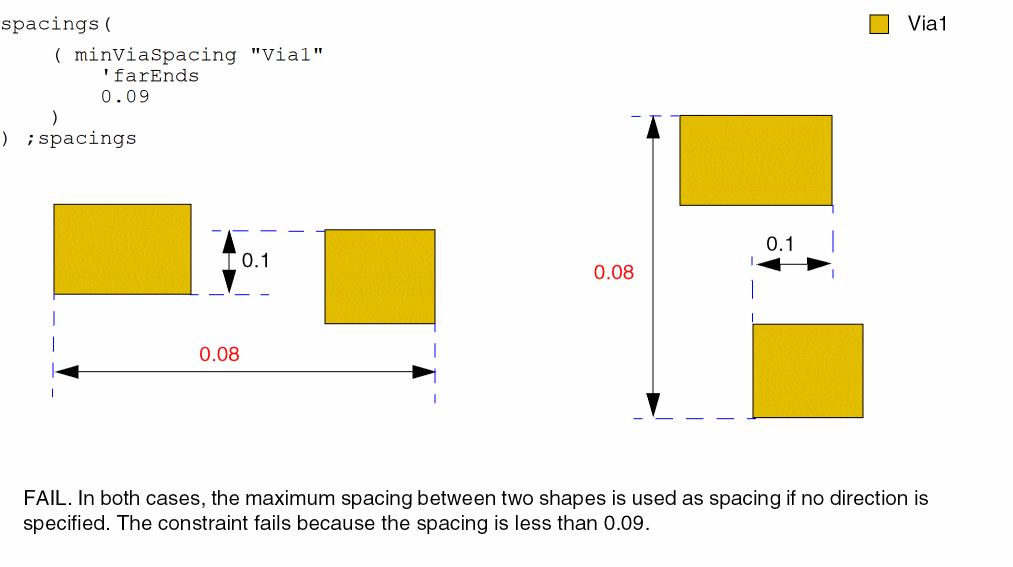 spacings(
( minViaSpacing "Via1"
'farEnds
0.09
)
) ;spacings
Via1
0.1
0.08
0.1
0.08
FAIL. In both cases, the maximum spacing between two shapes is used as spacing if no direction is
specified. The constraint fails because the spacing is less than 0.09.